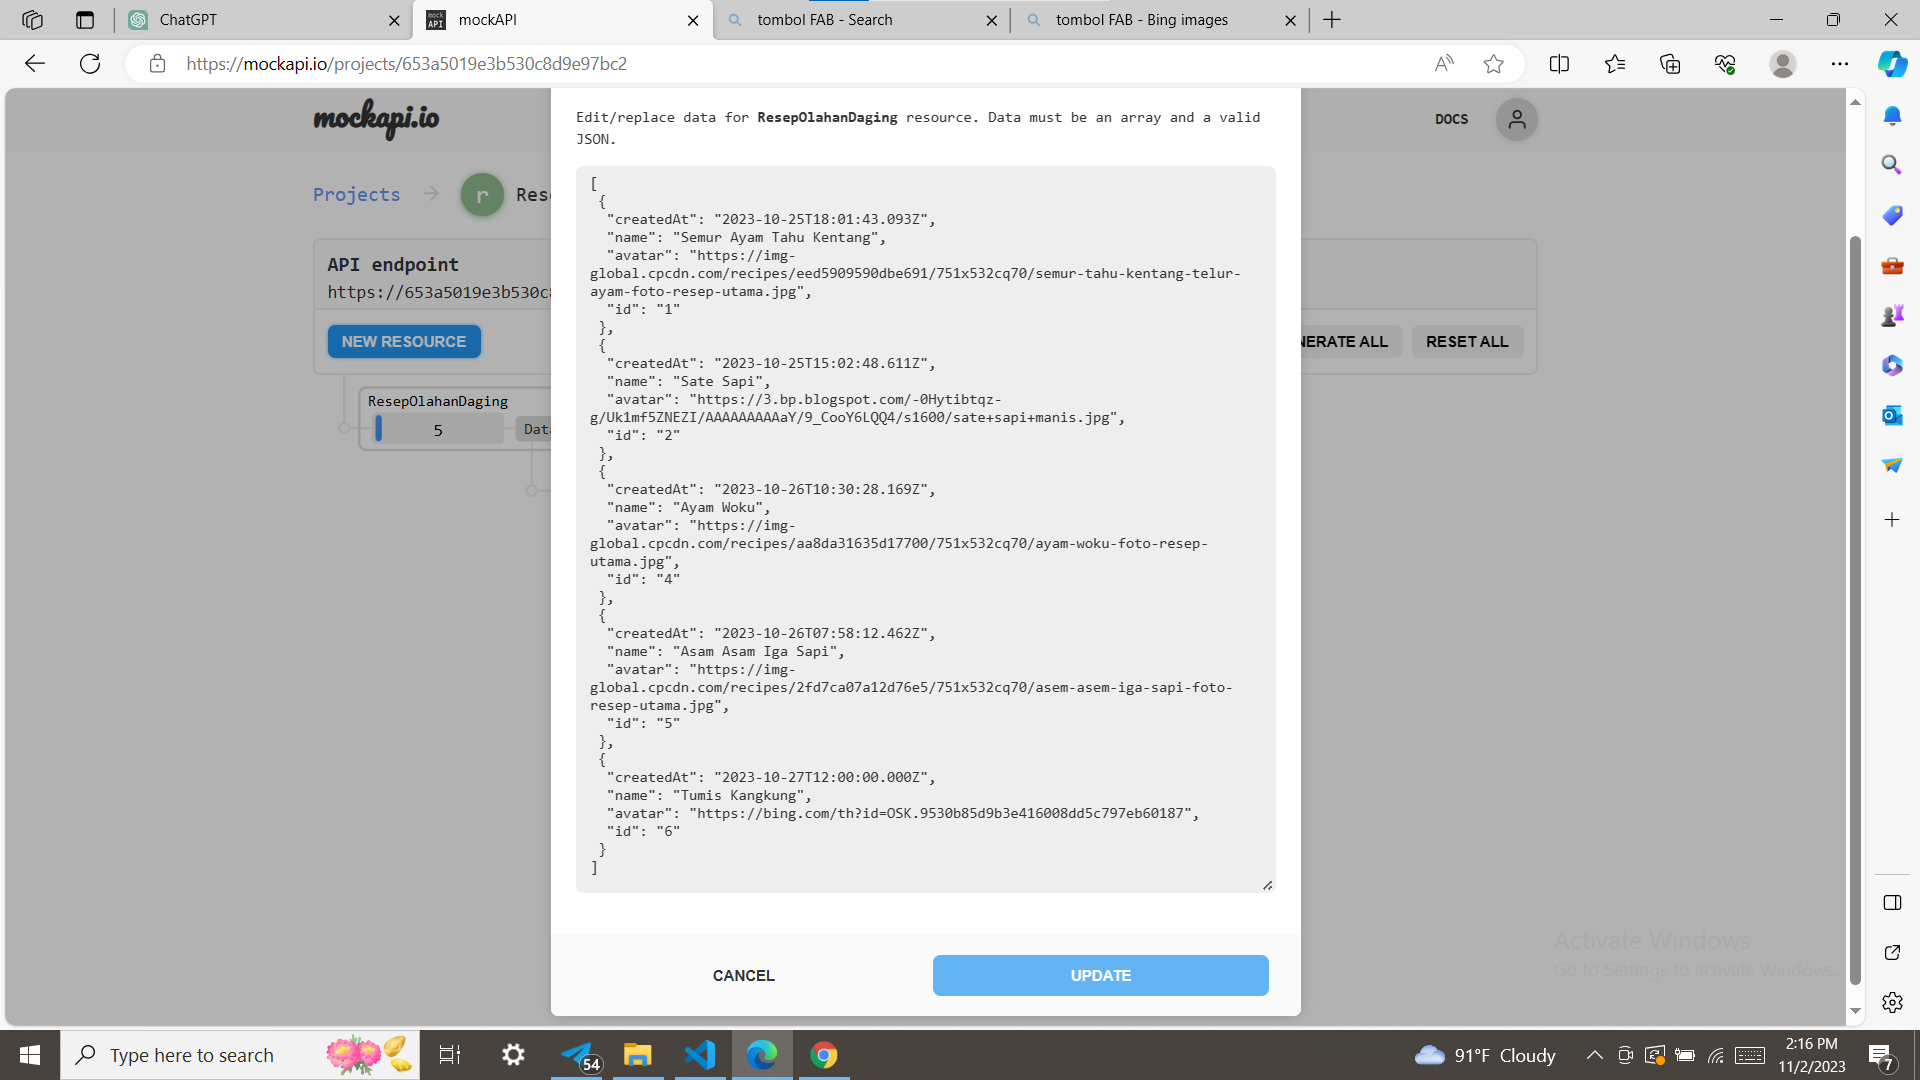 ChatGPT
mockAPI
tombol FAB - Search
tombol FAB - Bing images
https://mockapi.io/projects/653a5019e3b530c8d9e97bc2
mockapi.io
DOCS
Edit/replace data for ResepOlahanDaging resource. Data must be an array and a valid
JSON.
Projects
r
Res
API endpoint
https://653a5019e3b530c
NEW RESOURCE
NERATE ALL
RESET ALL
ResepOlahanDaging
5
Data
[
{
"createdAt": "2023-10-25T18:01:43.093Z",
"name": "Semur Ayam Tahu Kentang",
"avatar": "https://img-
global.cpcdn.com/recipes/eed5909590dbe691/751x532cq70/semur-tahu-kentang-telur-
ayam-foto-resep-utama.jpg",
"id": "1"
},
{
"createdAt": "2023-10-25T15:02:48.611Z",
"name": "Sate Sapi",
"avatar": "https://3.bp.blogspot.com/-0Hytibtqz-
g/Uk1mf5ZNEZI/AAAAAAAAAaY/9_CooY6LQQ4/s1600/sate+sapi+manis.jpg",
"id": "2"
},
{
"createdAt": "2023-10-26T10:30:28.169Z",
"name": "Ayam Woku",
"avatar": "https://img-
global.cpcdn.com/recipes/aa8da31635d17700/751x532cq70/ayam-woku-foto-resep-
utama.jpg",
"id": "4"
},
{
"createdAt": "2023-10-26T07:58:12.462Z",
"name": "Asam Asam Iga Sapi",
"avatar": "https://img-
global.cpcdn.com/recipes/2fd7ca07a12d76e5/751x532cq70/asem-asem-iga-sapi-foto-
resep-utama.jpg",
"id": "5"
},
{
"createdAt": "2023-10-27T12:00:00.000Z",
"name": "Tumis Kangkung",
"avatar": "https://bing.com/th?id=OSK.9530b85d9b3e416008dd5c797eb60187",
"id": "6"
}
]
CANCEL
UPDATE
Activate Windows
Go to Settings to activate Windows.
Type here to search
54
91°F Cloudy
2:16 PM
11/2/2023
7